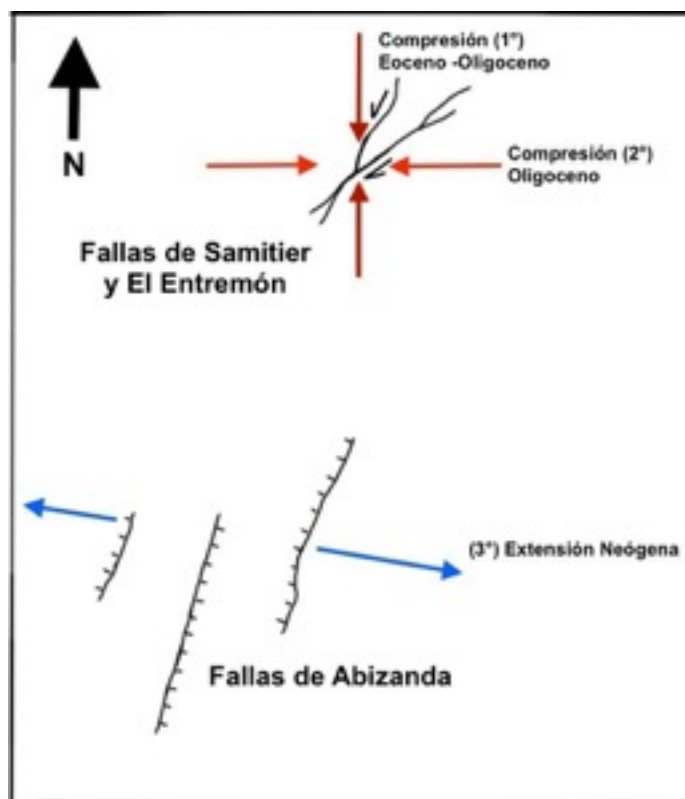 Compresión (1°)
Eoceno -Oligoceno
N
Compresión (2°)
Oligoceno
Fallas de Samitier
y El Entremón
(3°) Extensión Neógena
Fallas de Abizanda